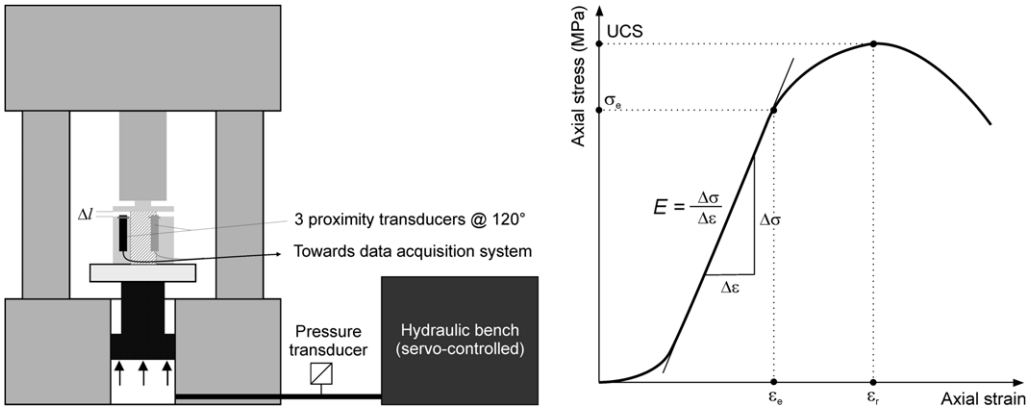 Δl
3 proximity transducers @ 120°
Towards data acquisition system
Pressure
transducer
Hydraulic bench
(servo-controlled)
Axial stress (MPa)
UCS
σe
E = Δσ/Δε
Δσ
Δε
εe
εr
Axial strain